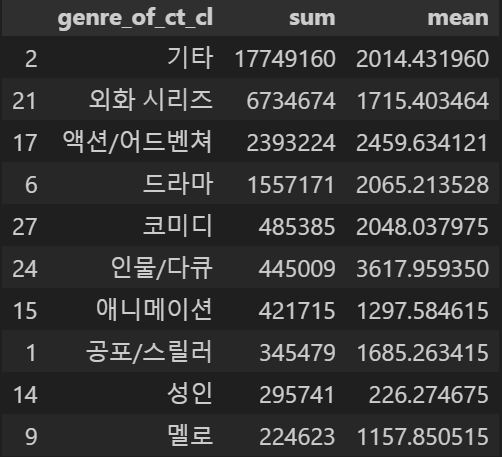 genre_of_ct_cl sum mean
2 기타 17749160 2014.431960
21 외화 시리즈 6734674 1715.403464
17 액션/어드벤쳐 2393224 2459.634121
6 드라마 1557171 2065.213528
27 코미디 485385 2048.037975
24 인물/다큐 445009 3617.959350
15 애니메이션 421715 1297.584615
1 공포/스릴러 345479 1685.263415
14 성인 295741 226.274675
9 멜로 224623 1157.850515